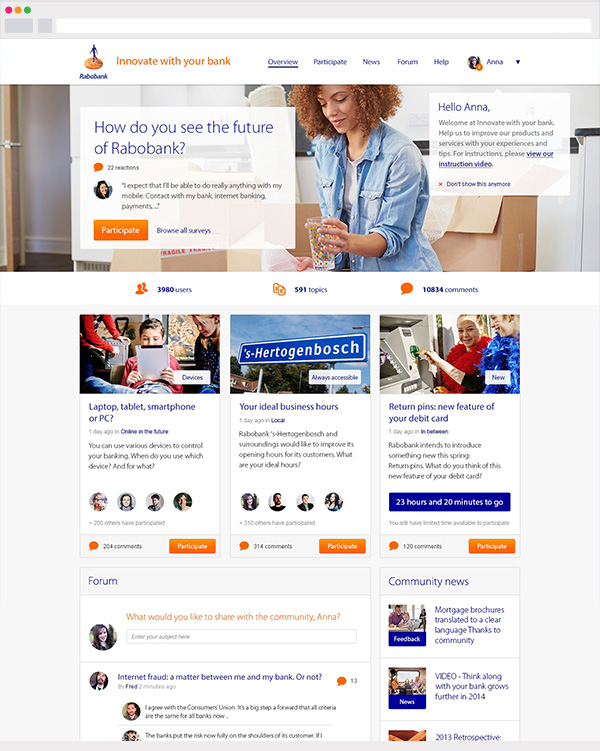 Rabobank
Innovate with your bank
Overview Participate News Forum Help Anna
How do you see the future
of Rabobank?
22 reactions
"I expect that I'll be able to do really anything with my
mobile. Contact with my bank, internet banking,
payments, ..."
Participate Browse all surveys
Hello Anna,
Welcome at Innovate with your bank.
Help us to improve our products and
services with your experiences and
tips. For instructions, please view our
instruction video.
× Don't show this anymore
FRAGILE FRAGILE
3980 users 591 topics 10834 comments
Devices
Laptop, tablet, smartphone
or PC?
1 day ago in Online in the future
You can use various devices to control
your banking. When do you use which
device? And for what?
+ 200 others have participated
204 comments Participate
's-Hertogenbosch
Always accessible
Your ideal business hours
1 day ago in Local
Rabobank 's-Hertogenbosch and
surroundings would like to improve its
opening hours for its customers. What
are your ideal hours?
+ 310 others have participated
314 comments Participate
New
Return pins: new feature of
your debit card
1 day ago in In between
Rabobank intends to introduce
something new this spring:
Return pins. What do you think of this
new feature of your debit card?
23 hours and 20 minutes to go
You still have limited time available to participate
120 comments Participate
Forum
What would you like to share with the community, Anna?
Enter your subject here
Internet fraud: a matter between me and my bank. Or not?
By Fred 2 minutes ago
13
I agree with the Consumers' Union. It's a big step a forward that all criteria
are the same for all banks now ..
The banks put the risk now fully on the shoulders of its customer. If I
Community news
Feedback
Mortgage brochures
translated to a clear
language Thanks to
community
News
VIDEO - Think along
with your bank grows
further in 2014
2013 Retrospective: